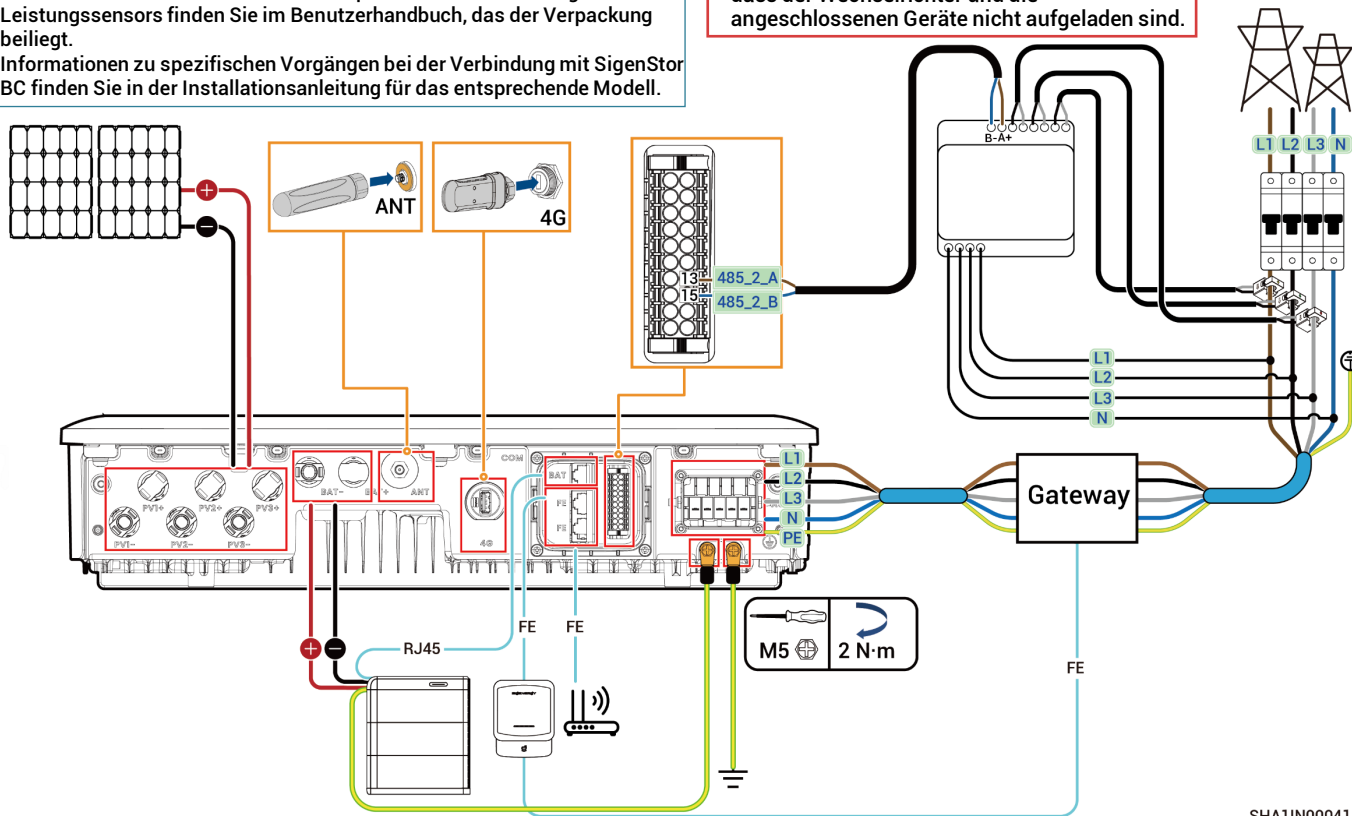 Leistungssensors finden Sie im Benutzerhandbuch, das der Verpackung
beiliegt.
Informationen zu spezifischen Vorgängen bei der Verbindung mit SigenStor
BC finden Sie in der Installationsanleitung für das entsprechende Modell.
angeschlossenen Geräte nicht aufgeladen sind.
B-A+
L1 L2 L3 N
ANT
4G
13
485_2_A
15
485_2_B
L1
L2
L3
N
COM
BAT
FE
FE
BAT-
BAT+
ANT
4G
PV1+
PV2+
PV3+
PV1-
PV2-
PV3-
L1
L2
L3
N
PE
Gateway
M5
2 N·m
RJ45
FE
FE
FE